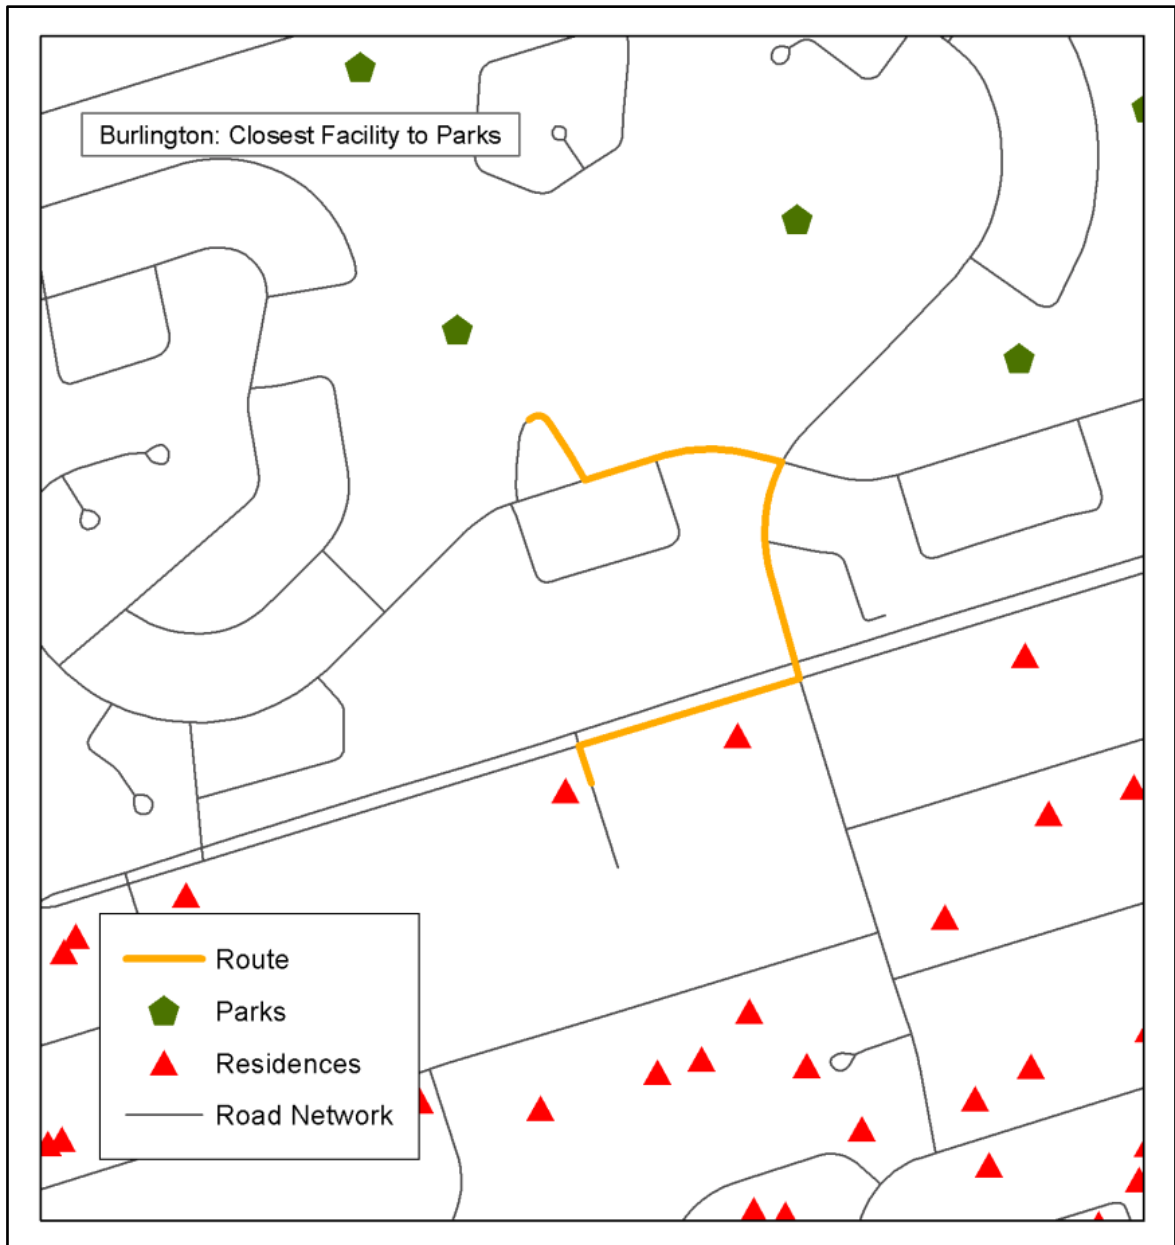 Burlington: Closest Facility to Parks
Route
Parks
Residences
Road Network